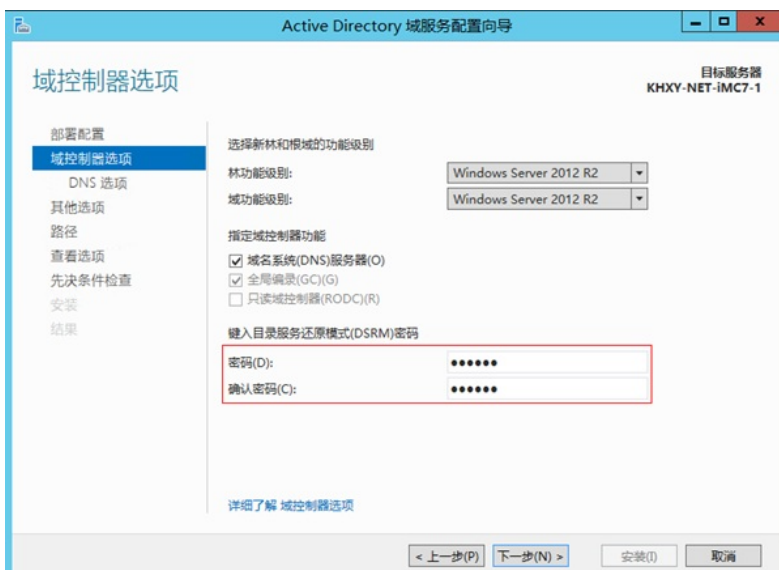 Active Directory 域服务配置向导
域控制器选项
目标服务器
KHXY-NET-iMC7-1
部署配置
域控制器选项
DNS 选项
其他选项
路径
查看选项
先决条件检查
安装
结果
选择新林和根域的功能级别
林功能级别: Windows Server 2012 R2
域功能级别: Windows Server 2012 R2
指定域控制器功能
域名系统(DNS)服务器(O)
全局编录(GC)(G)
只读域控制器(RODC)(R)
键入目录服务还原模式(DSRM)密码
密码(D): ●●●●●●
确认密码(C): ●●●●●●
详细了解 域控制器选项
< 上一步(P) 下一步(N) > 安装(I) 取消